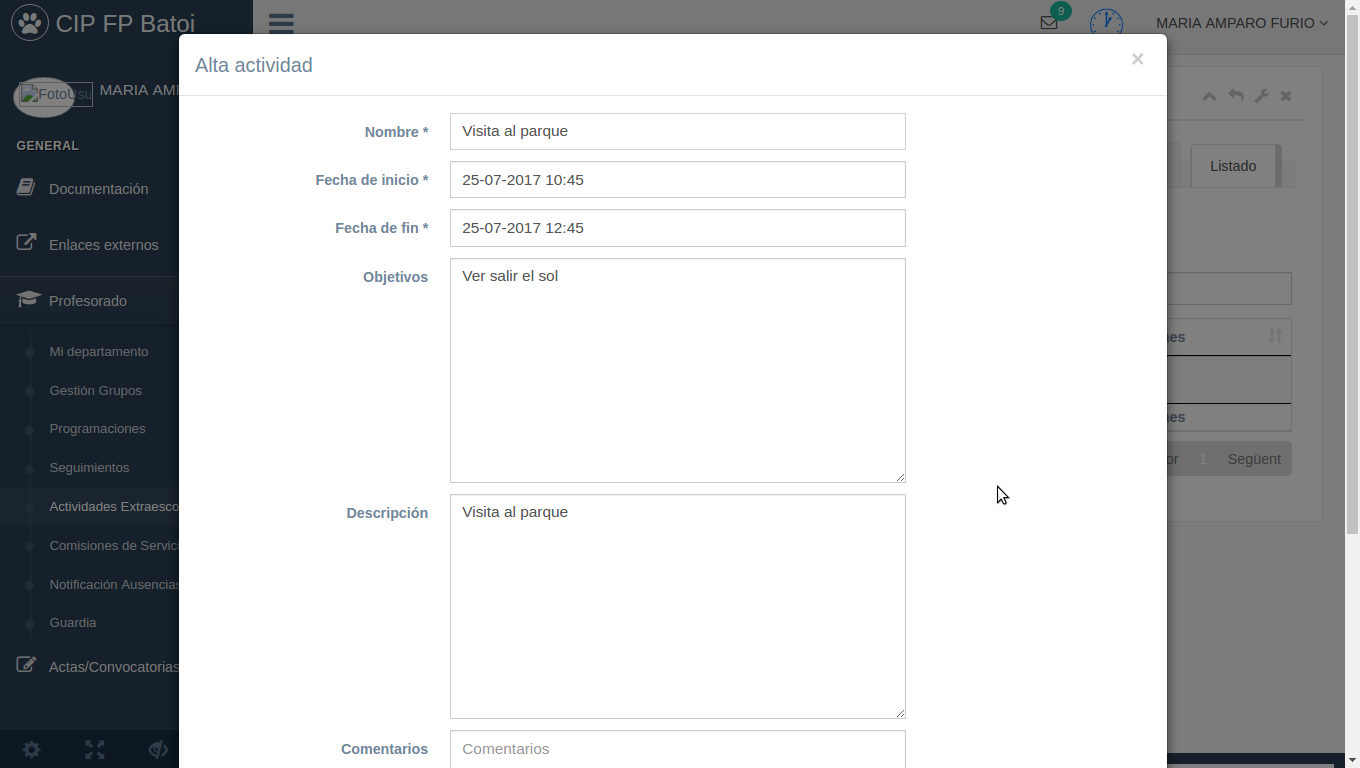 CIP FP Batoi
9
MARIA AMPARO FURIO
Alta actividad
×
FotoUsu
MARIA AMP
GENERAL
Documentación
Enlaces externos
Profesorado
Mi departamento
Gestión Grupos
Programaciones
Seguimientos
Actividades Extraesco
Comisiones de Servici
Notificación Ausencias
Guardia
Actas/Convocatorias
Nombre *
Visita al parque
Fecha de inicio *
25-07-2017 10:45
Fecha de fin *
25-07-2017 12:45
Objetivos
Ver salir el sol
Descripción
Visita al parque
Comentarios
Comentarios
Listado
nes
nes
or
1
Següent